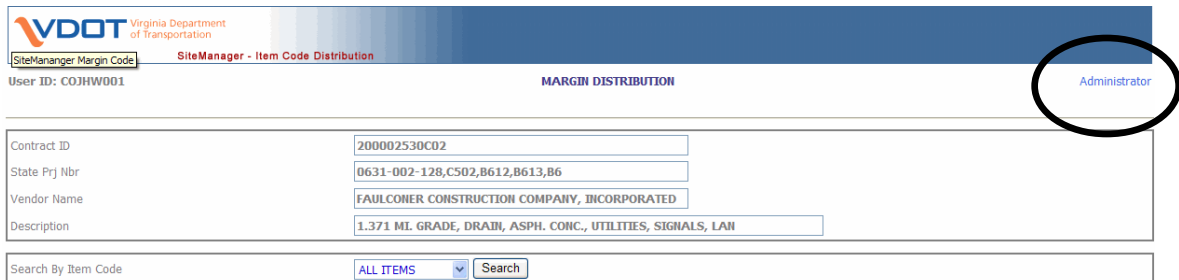 VDOT Virginia Department
of Transportation
SiteMananger Margin Code
SiteManager - Item Code Distribution
User ID: COJHW001 MARGIN DISTRIBUTION Administrator
Contract ID 200002530C02
State Prj Nbr 0631-002-128,C502,B612,B613,B6
Vendor Name FAULCONER CONSTRUCTION COMPANY, INCORPORATED
Description 1.371 MI. GRADE, DRAIN, ASPH. CONC., UTILITIES, SIGNALS, LAN
Search By Item Code ALL ITEMS Search